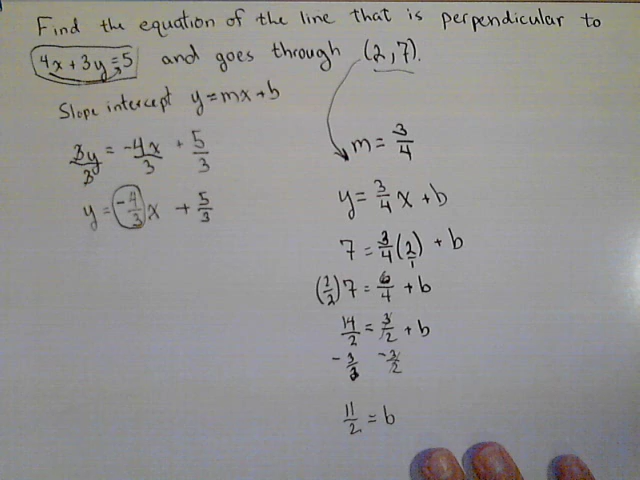 Find the equation of the line that is perpendicular to
4x + 3y = 5 and goes through (2, 7).
Slope intercept y = mx + b
3y/3 = -4x/3 + 5/3
y = -4/3 x + 5/3
m = 3/4
y = 3/4 x + b
7 = 3/4 (2/1) + b
(2/2) 7 = 6/4 + b
14/2 = 3/2 + b
- 3/2 - 3/2
11/2 = b